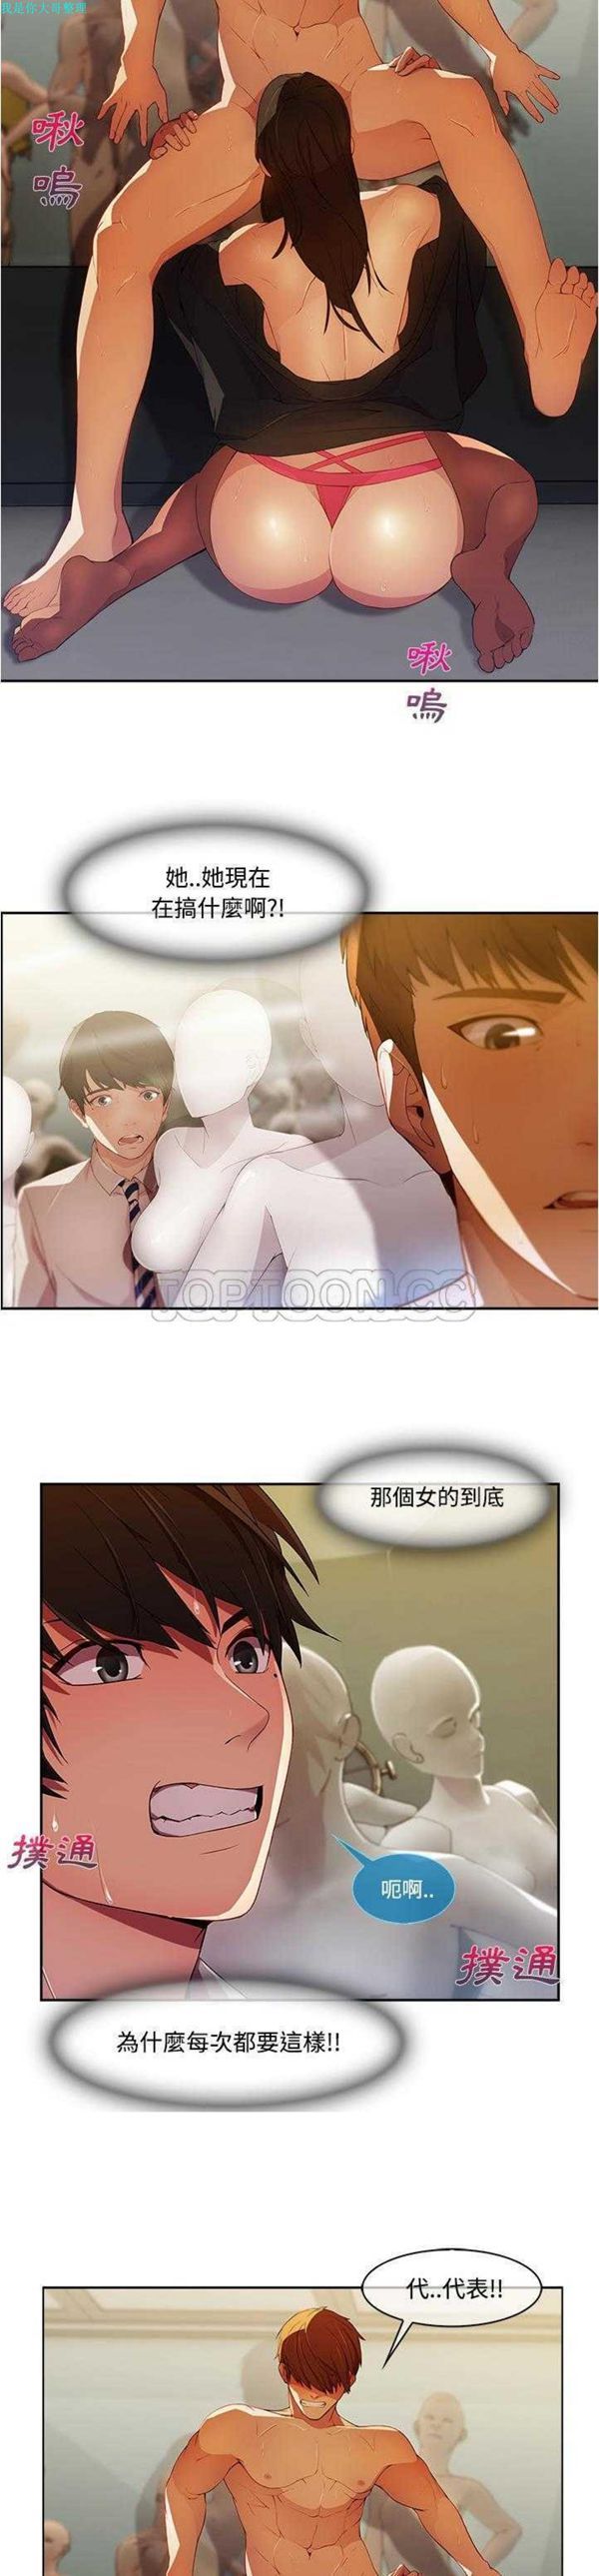 我是你大哥整理
啾
嗚
啾
嗚
她..她現在
在搞什麼啊?!
TOPTOON.CC
那個女的到底
撲通
呃啊..
撲通
為什麼每次都要這樣!!
代..代表!!